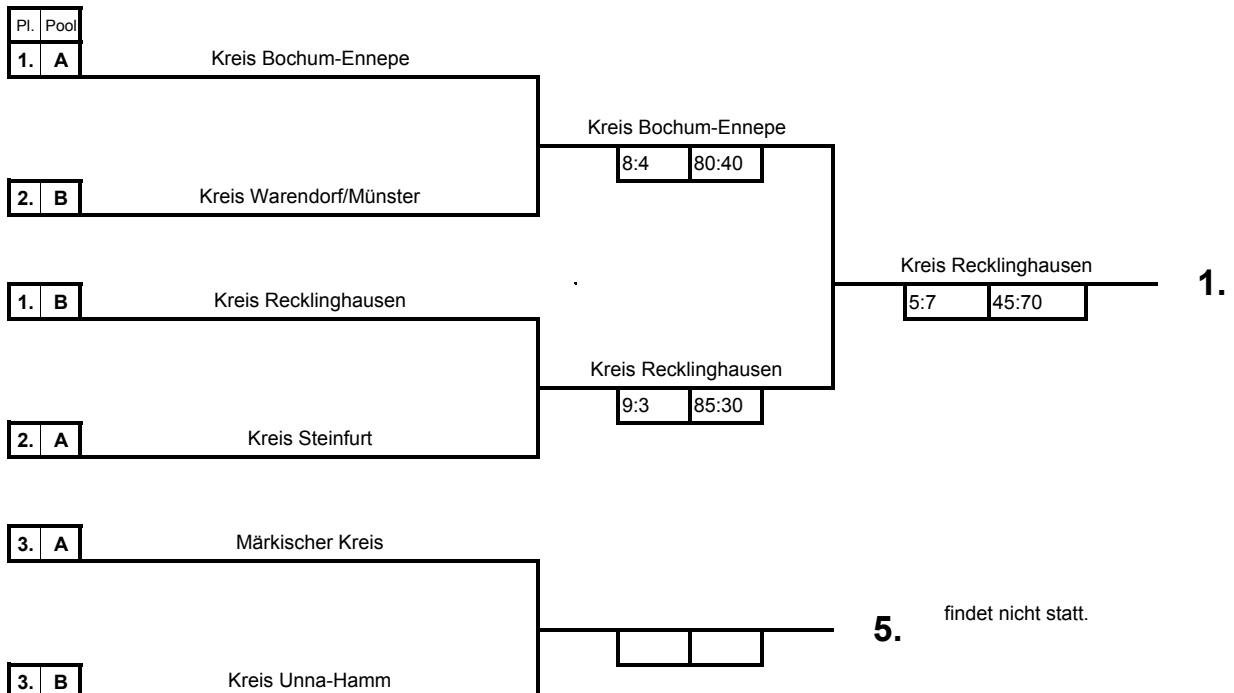 Pl. Pool
1. A Kreis Bochum-Ennepe
Kreis Bochum-Ennepe
8:4 80:40
2. B Kreis Warendorf/Münster
Kreis Recklinghausen 1.
1. B Kreis Recklinghausen
5:7 45:70
Kreis Recklinghausen
9:3 85:30
2. A Kreis Steinfurt
3. A Märkischer Kreis
5. findet nicht statt.
3. B Kreis Unna-Hamm